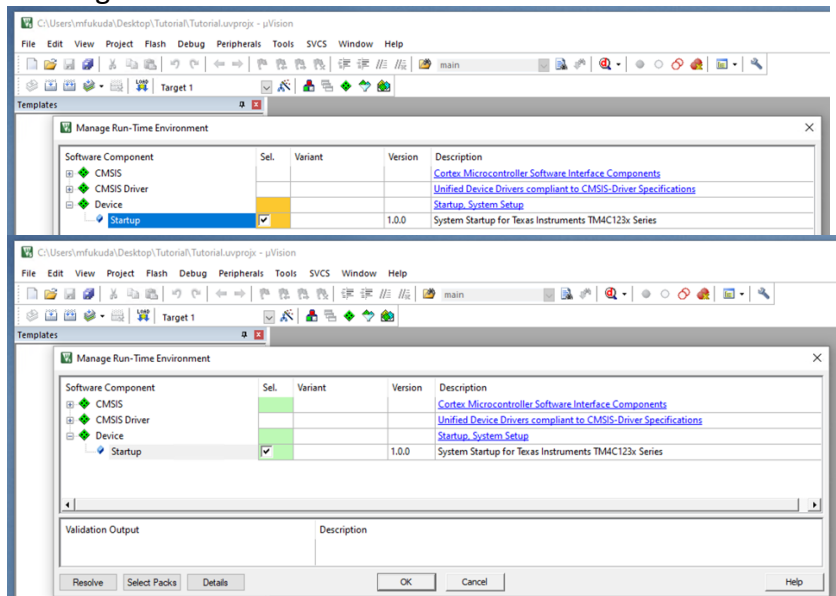 C:\Users\mfukuda\Desktop\Tutorial\Tutorial.uvprojx - µVision
File Edit View Project Flash Debug Peripherals Tools SVCS Window Help
main
LOAD Target 1
Templates
Manage Run-Time Environment
Software Component Sel. Variant Version Description
CMSIS Cortex Microcontroller Software Interface Components
CMSIS Driver Unified Device Drivers compliant to CMSIS-Driver Specifications
Device Startup, System Setup
Startup 1.0.0 System Startup for Texas Instruments TM4C123x Series
C:\Users\mfukuda\Desktop\Tutorial\Tutorial.uvprojx - µVision
File Edit View Project Flash Debug Peripherals Tools SVCS Window Help
main
LOAD Target 1
Templates
Manage Run-Time Environment
Software Component Sel. Variant Version Description
CMSIS Cortex Microcontroller Software Interface Components
CMSIS Driver Unified Device Drivers compliant to CMSIS-Driver Specifications
Device Startup, System Setup
Startup 1.0.0 System Startup for Texas Instruments TM4C123x Series
Validation Output Description
Resolve Select Packs Details OK Cancel Help